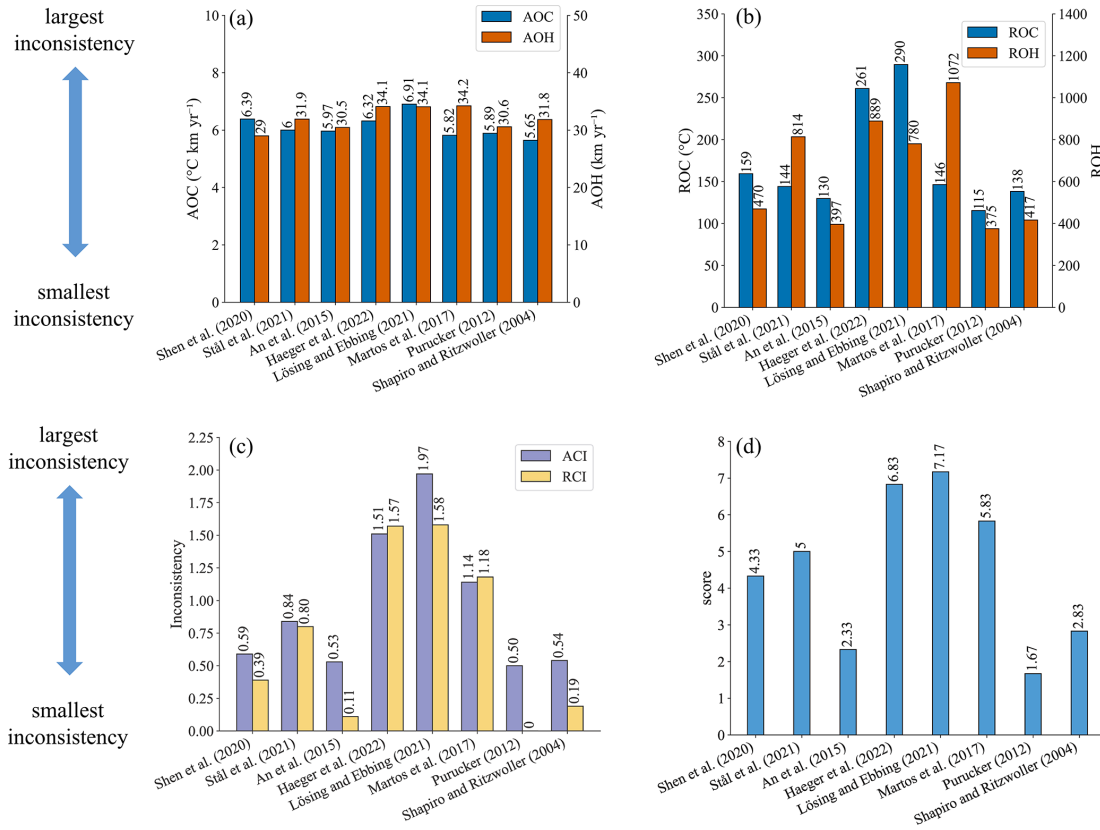 largest
inconsistency
smallest
inconsistency
(a)
AOC
AOH
10
8
6
4
2
0
AOC (°C km yr⁻¹)
50
40
30
20
10
0
AOH (km yr⁻¹)
6.39
29
6
31.9
5.97
30.5
6.32
34.1
6.91
34.1
5.82
34.2
5.89
30.6
5.65
31.8
Shen et al. (2020)
Stål et al. (2021)
An et al. (2015)
Haeger et al. (2022)
Lösing and Ebbing (2021)
Martos et al. (2017)
Purucker (2012)
Shapiro and Ritzwoller (2004)
(b)
ROC
ROH
350
300
250
200
150
100
50
0
ROC (°C)
1400
1200
1000
800
600
400
200
0
ROH
159
470
144
814
130
397
261
889
290
780
146
1072
115
375
138
417
Shen et al. (2020)
Stål et al. (2021)
An et al. (2015)
Haeger et al. (2022)
Lösing and Ebbing (2021)
Martos et al. (2017)
Purucker (2012)
Shapiro and Ritzwoller (2004)
largest
inconsistency
smallest
inconsistency
(c)
ACI
RCI
2.25
2.00
1.75
1.50
1.25
1.00
0.75
0.50
0.25
0.00
Inconsistency
0.59
0.39
0.84
0.80
0.53
0.11
1.51
1.57
1.97
1.58
1.14
1.18
0.50
0
0.54
0.19
Shen et al. (2020)
Stål et al. (2021)
An et al. (2015)
Haeger et al. (2022)
Lösing and Ebbing (2021)
Martos et al. (2017)
Purucker (2012)
Shapiro and Ritzwoller (2004)
(d)
8
7
6
5
4
3
2
1
0
score
4.33
5
2.33
6.83
7.17
5.83
1.67
2.83
Shen et al. (2020)
Stål et al. (2021)
An et al. (2015)
Haeger et al. (2022)
Lösing and Ebbing (2021)
Martos et al. (2017)
Purucker (2012)
Shapiro and Ritzwoller (2004)